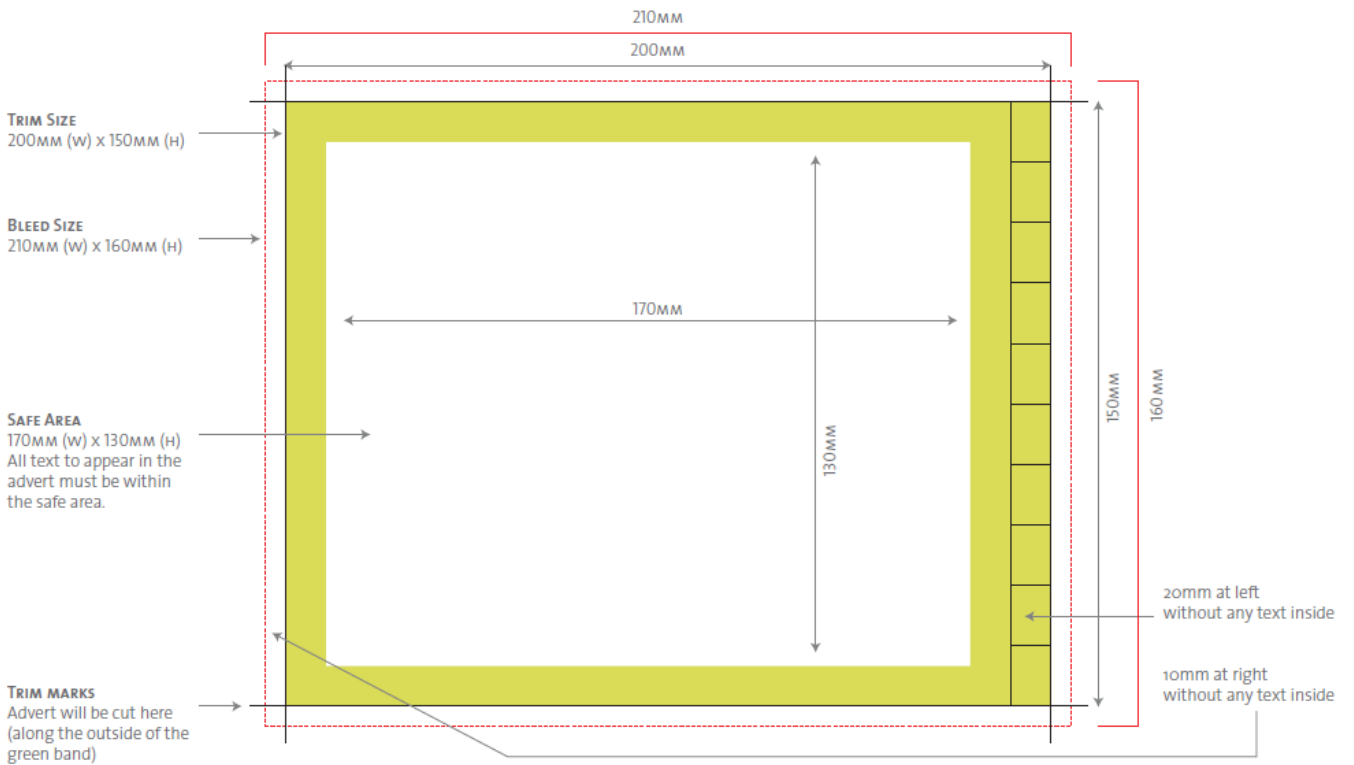 210MM
200MM
TRIM SIZE
200MM (W) X 150MM (H)
BLEED SIZE
210MM (W) X 160MM (H)
170MM
SAFE AREA
170MM (W) X 130MM (H)
All text to appear in the
advert must be within
the safe area.
130MM
150MM
160 MM
20mm at left
without any text inside
10mm at right
without any text inside
TRIM MARKS
Advert will be cut here
(along the outside of the
green band)